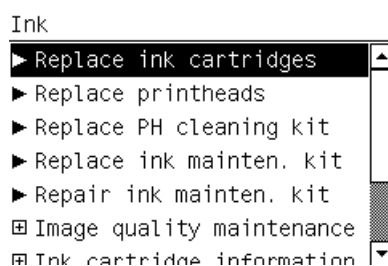 Ink
Replace ink cartridges
Replace printheads
Replace PH cleaning kit
Replace ink mainten. kit
Repair ink mainten. kit
Image quality maintenance
Ink cartridge information